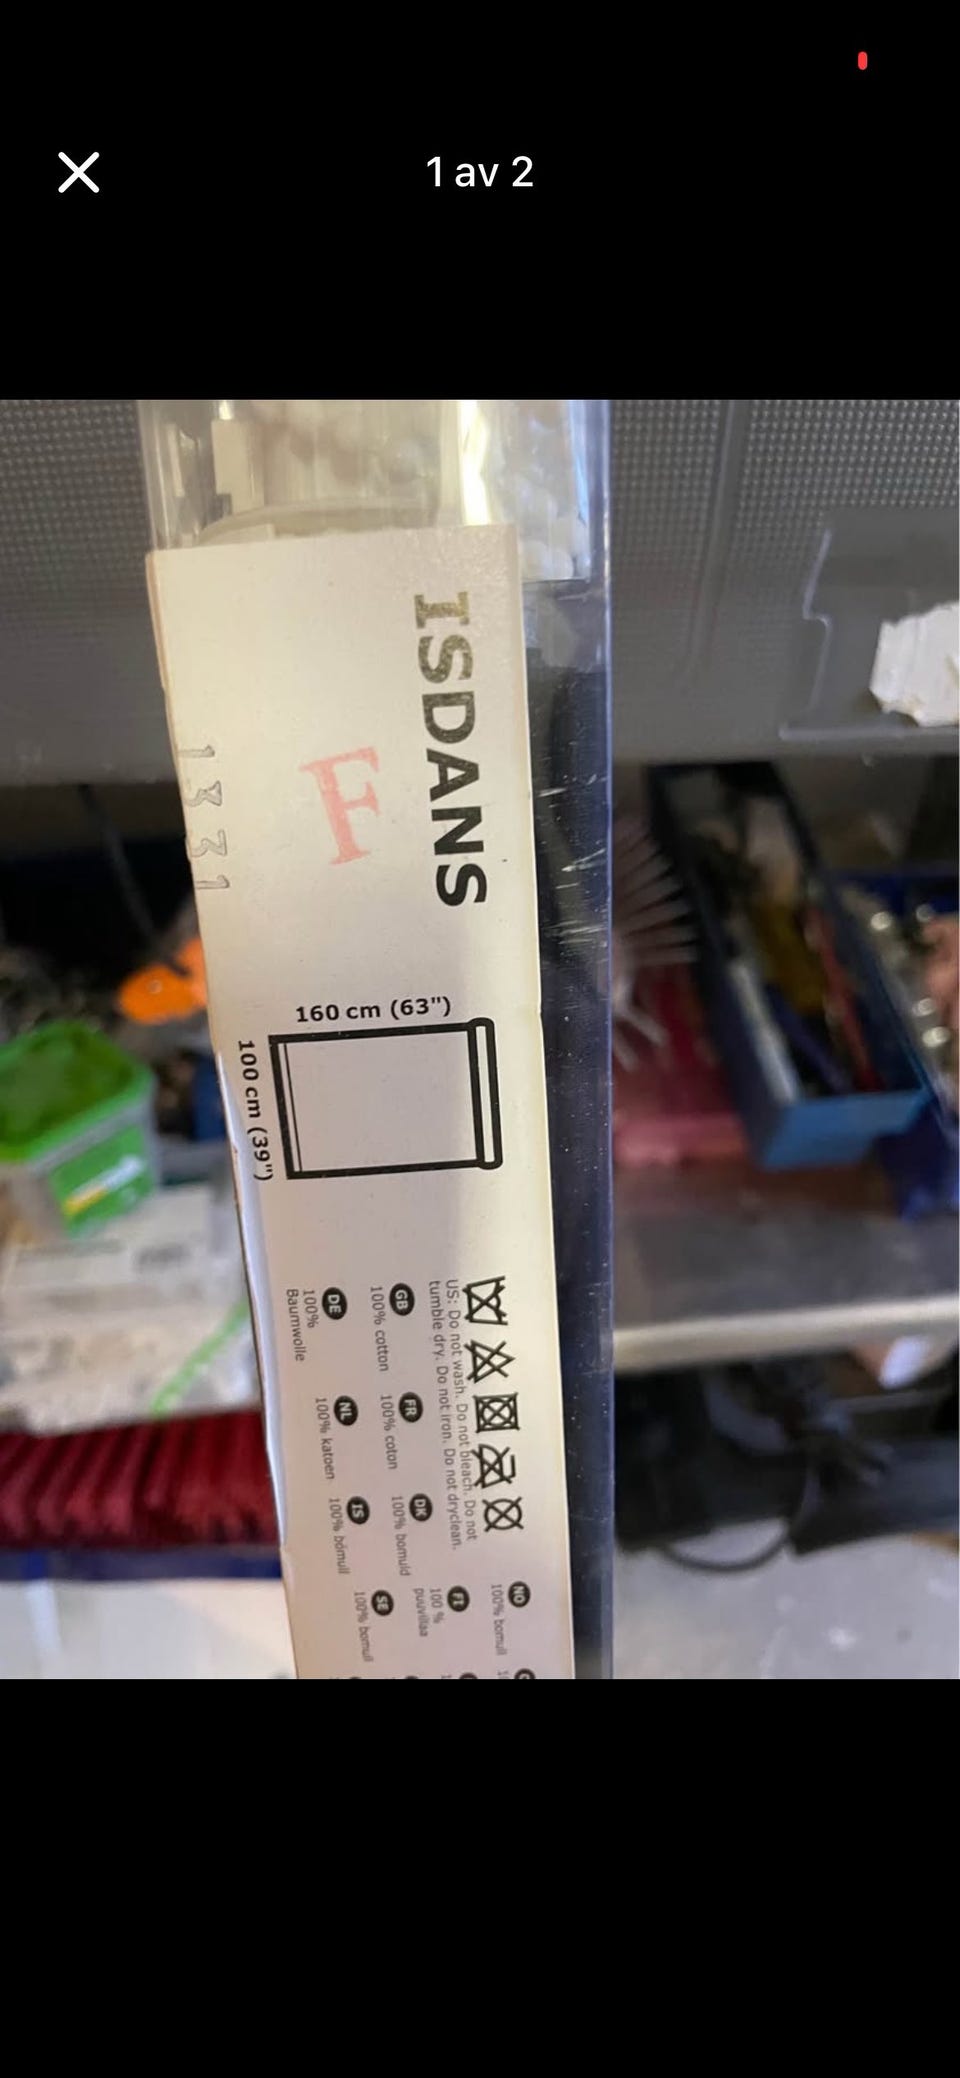 1 av 2
ISDANS
F
1331
160 cm (63")
100 cm (39")
US: Do not wash. Do not bleach. Do not
tumble dry. Do not iron. Do not dryclean.
GB
100% cotton
FR
100% coton
DK
100% bomuld
NO
100% bomull
DE
100%
Baumwolle
NL
100% katoen
IS
100% bómull
FI
100 %
puuvillaa
SE
100% bomull